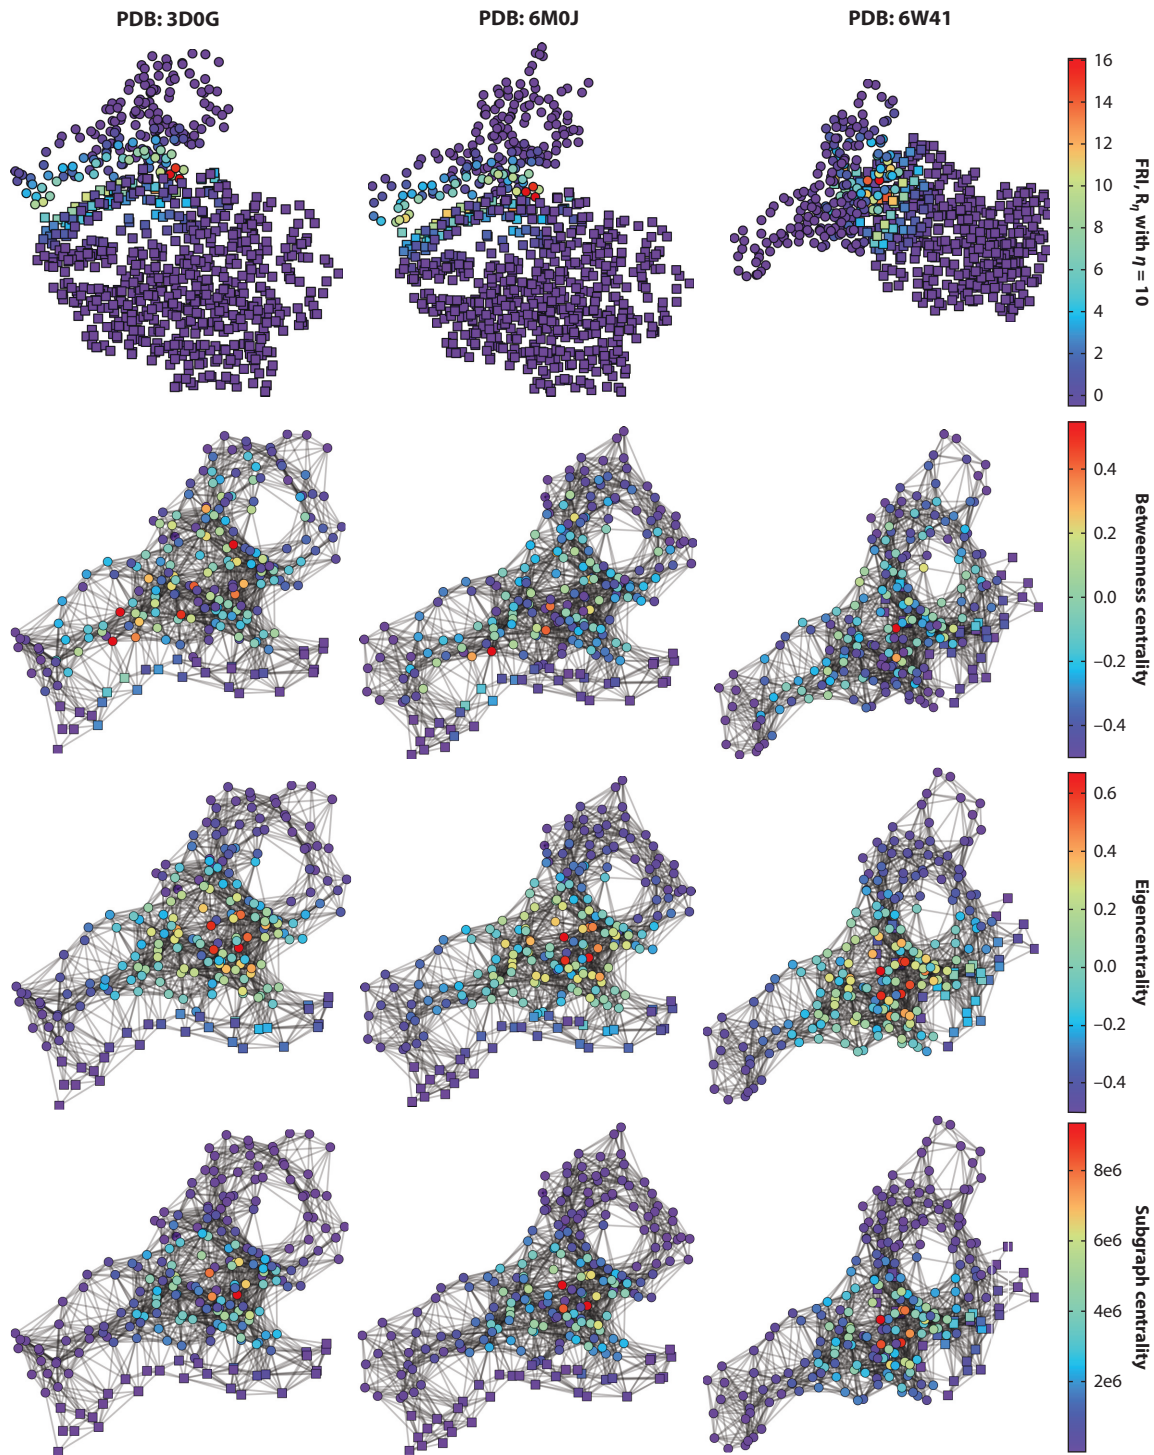 PDB: 3D0G
PDB: 6M0J
PDB: 6W41
16
14
12
10
8
6
4
2
0
FRI, Rη with η = 10
0.4
0.2
0.0
−0.2
−0.4
Betweenness centrality
0.6
0.4
0.2
0.0
−0.2
−0.4
Eigencentrality
8e6
6e6
4e6
2e6
Subgraph centrality